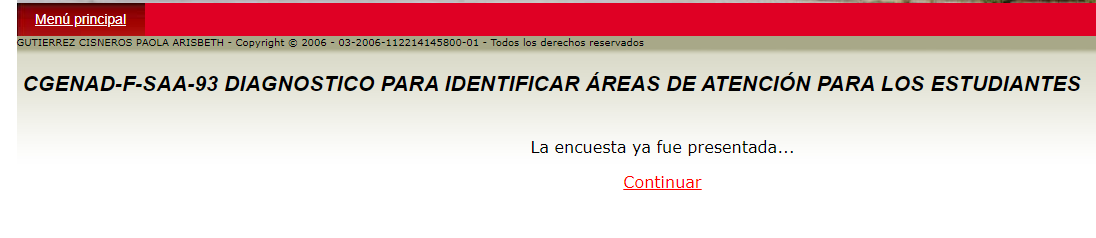 Menú principal
GUTIERREZ CISNEROS PAOLA ARISBETH - Copyright © 2006 - 03-2006-112214145800-01 - Todos los derechos reservados
CGENAD-F-SAA-93 DIAGNOSTICO PARA IDENTIFICAR ÁREAS DE ATENCIÓN PARA LOS ESTUDIANTES
La encuesta ya fue presentada...
Continuar